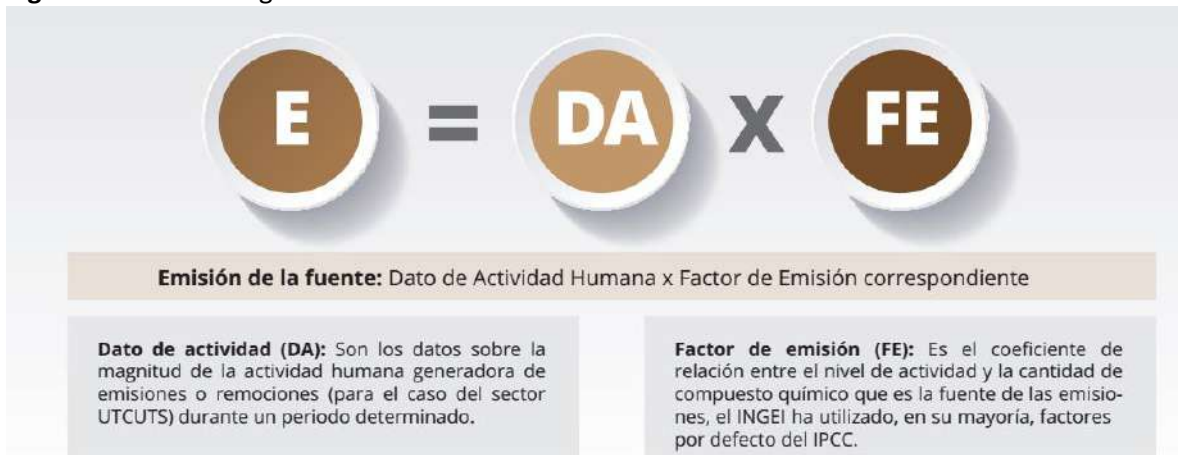 E = DA X FE
Emisión de la fuente: Dato de Actividad Humana x Factor de Emisión correspondiente
Dato de actividad (DA): Son los datos sobre la
magnitud de la actividad humana generadora de
emisiones o remociones (para el caso del sector
UTCUTS) durante un periodo determinado.
Factor de emisión (FE): Es el coeficiente de
relación entre el nivel de actividad y la cantidad de
compuesto químico que es la fuente de las emisio-
nes, el INGEI ha utilizado, en su mayoría, factores
por defecto del IPCC.